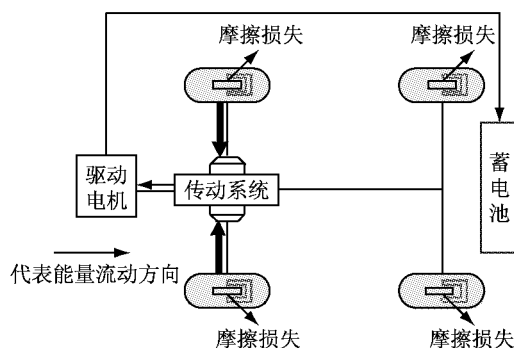 摩擦损失
摩擦损失
驱动
电机
传动系统
蓄
电
池
代表能量流动方向
摩擦损失
摩擦损失